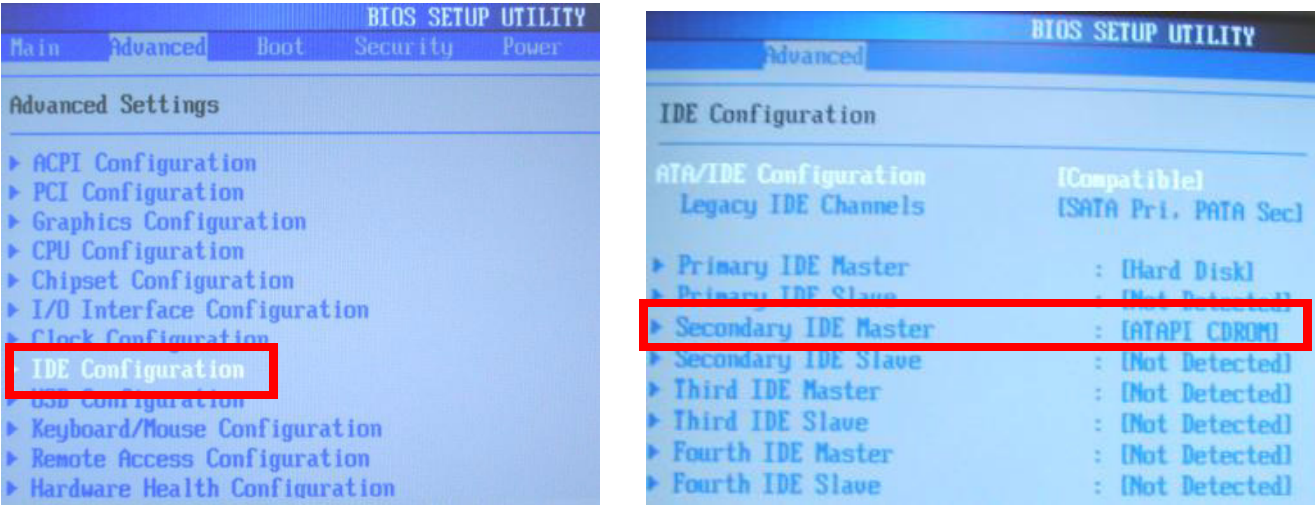 BIOS SETUP UTILITY
Main Advanced Boot Security Power
Advanced Settings
ACPI Configuration
PCI Configuration
Graphics Configuration
CPU Configuration
Chipset Configuration
I/O Interface Configuration
Clock Configuration
IDE Configuration
USB Configuration
Keyboard/Mouse Configuration
Remote Access Configuration
Hardware Health Configuration
BIOS SETUP UTILITY
Advanced
IDE Configuration
ATA/IDE Configuration [Compatible]
Legacy IDE Channels [SATA Pri, PATA Sec]
Primary IDE Master : [Hard Disk]
Primary IDE Slave : [Not Detected]
Secondary IDE Master : [ATAPI CDROM]
Secondary IDE Slave : [Not Detected]
Third IDE Master : [Not Detected]
Third IDE Slave : [Not Detected]
Fourth IDE Master : [Not Detected]
Fourth IDE Slave : [Not Detected]